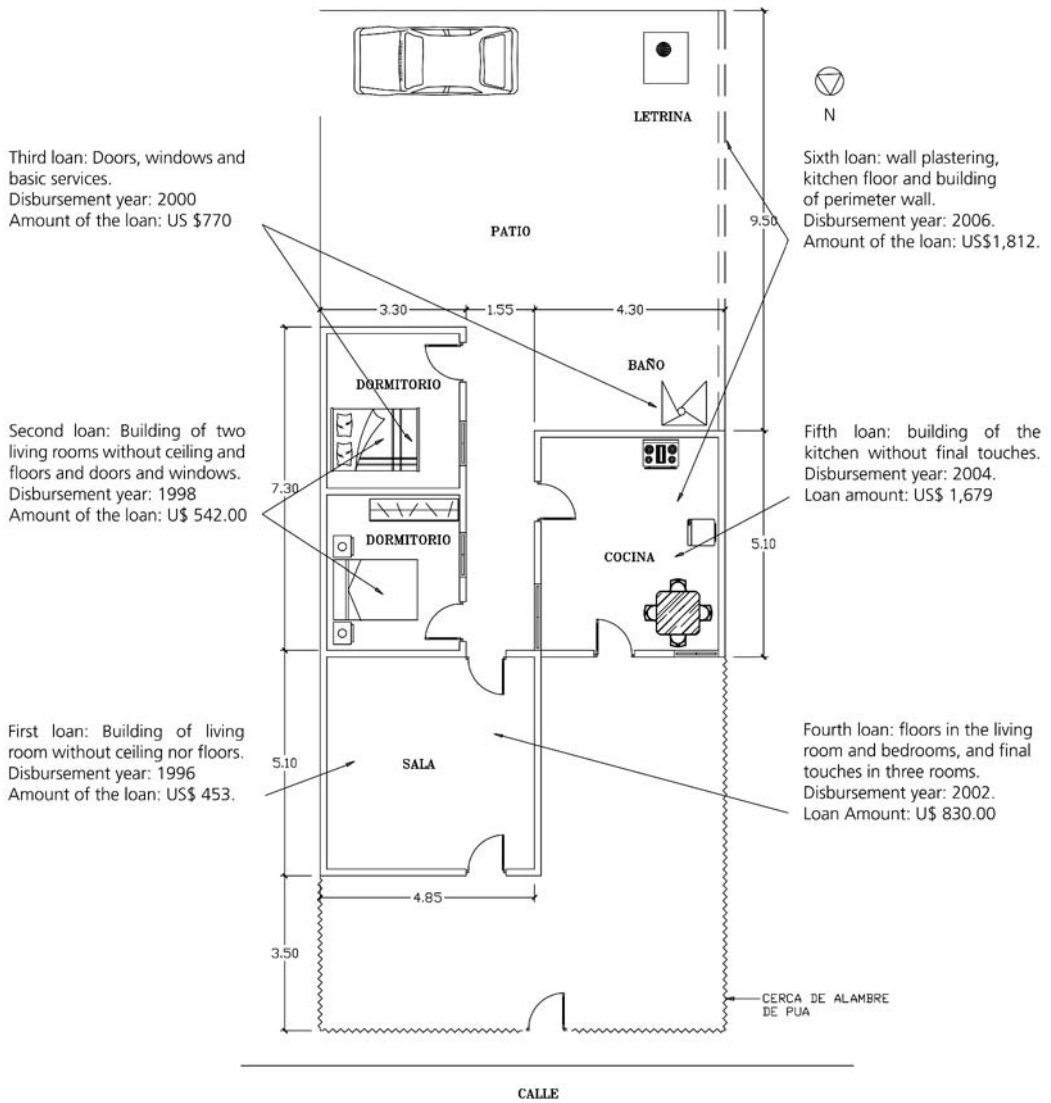 LETRINA
N
Third loan: Doors, windows and
basic services.
Disbursement year: 2000
Amount of the loan: US $770
Sixth loan: wall plastering,
kitchen floor and building
of perimeter wall.
Disbursement year: 2006.
Amount of the loan: US$1,812.
9.50
PATIO
3.30
1.55
4.30
BAÑO
DORMITORIO
Second loan: Building of two
living rooms without ceiling and
floors and doors and windows.
Disbursement year: 1998
Amount of the loan: U$ 542.00
7.30
DORMITORIO
COCINA
Fifth loan: building of the
kitchen without final touches.
Disbursement year: 2004.
Loan amount: US$ 1,679
5.10
First loan: Building of living
room without ceiling nor floors.
Disbursement year: 1996
Amount of the loan: US$ 453.
5.10
SALA
Fourth loan: floors in the living
room and bedrooms, and final
touches in three rooms.
Disbursement year: 2002.
Loan Amount: U$ 830.00
4.85
3.50
CERCA DE ALAMBRE
DE PUA
CALLE